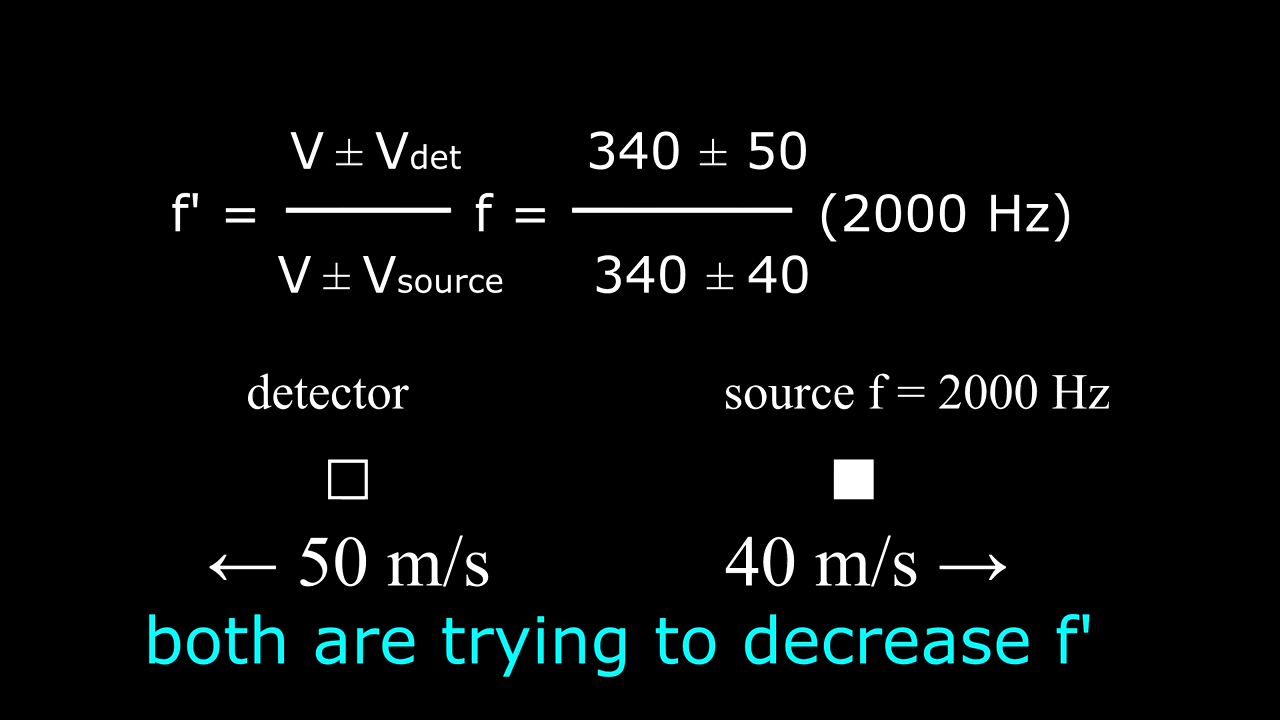 V ± Vdet 340 ± 50
f' = f = (2000 Hz)
V ± Vsource 340 ± 40
detector source f = 2000 Hz
← 50 m/s 40 m/s →
both are trying to decrease f'